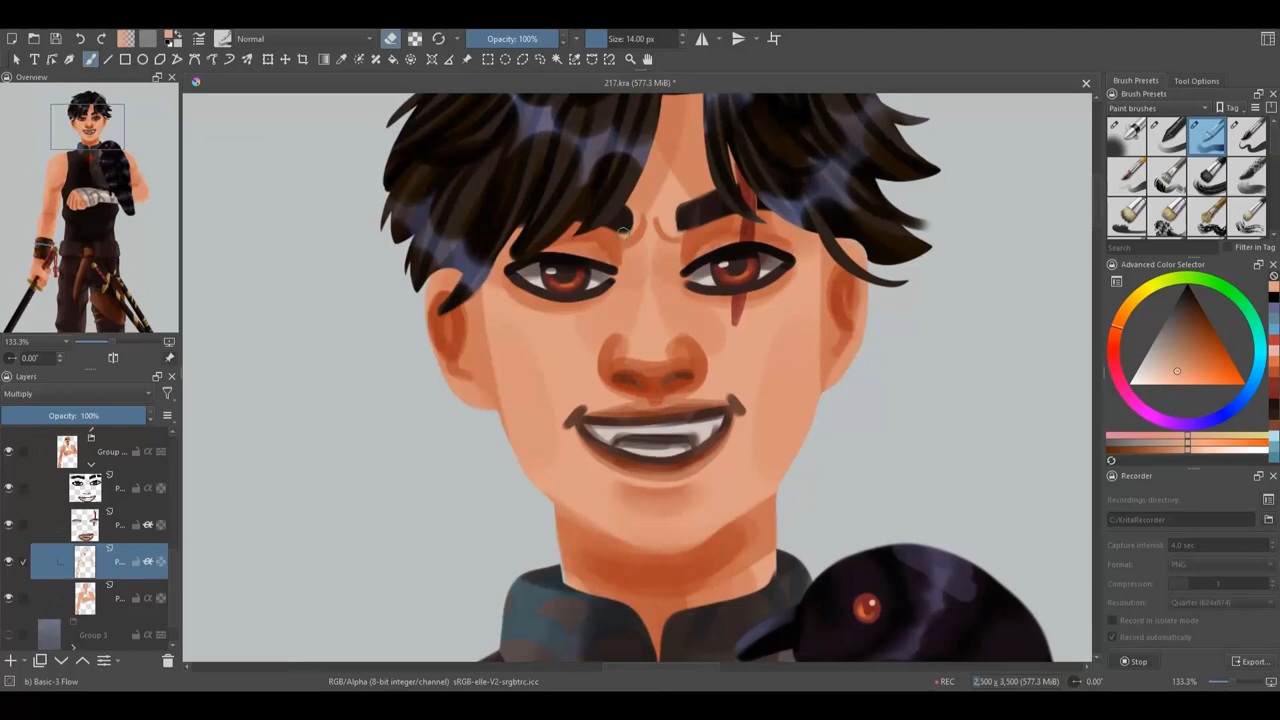 Normal
Opacity: 100%
Size: 14.00 px
Overview
217.kra (577.3 MiB) *
Brush Presets
Tool Options
Brush Presets
Paint brushes
Tag
Search
Filter in Tag
Advanced Color Selector
133.3%
0.00°
Layers
Multiply
Opacity: 100%
Group ...
P...
P...
P...
P...
Group 3
Recorder
Recordings directory:
C:/KritaRecorder
Capture interval: 4.0 sec
Format: PNG
Compression: 1
Resolution: Quarter (624x874)
Record in isolate mode
Record automatically
Stop
Export...
b) Basic-3 Flow
RGB/Alpha (8-bit integer/channel) sRGB-elle-V2-srgbtrc.icc
REC
2,500 x 3,500 (577.3 MiB)
0.00°
133.3%